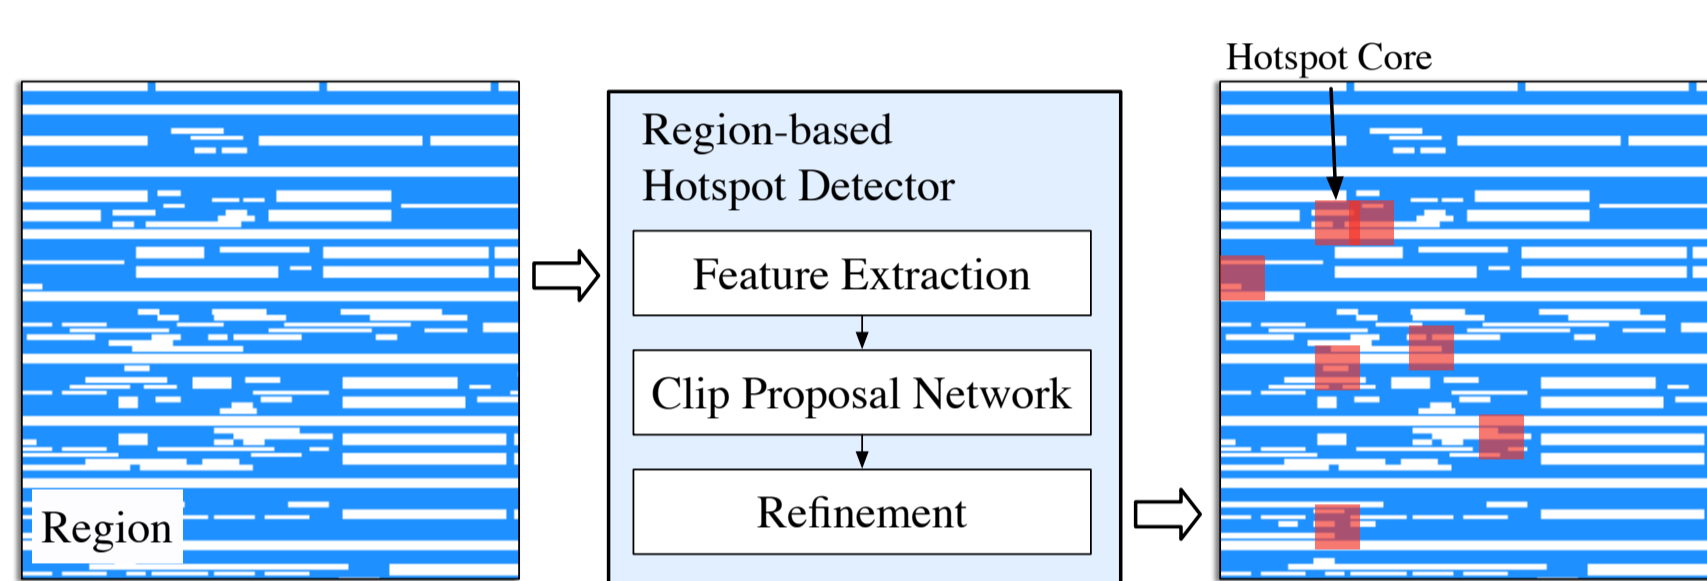 Hotspot Core
Region
Region-based
Hotspot Detector
Feature Extraction
Clip Proposal Network
Refinement